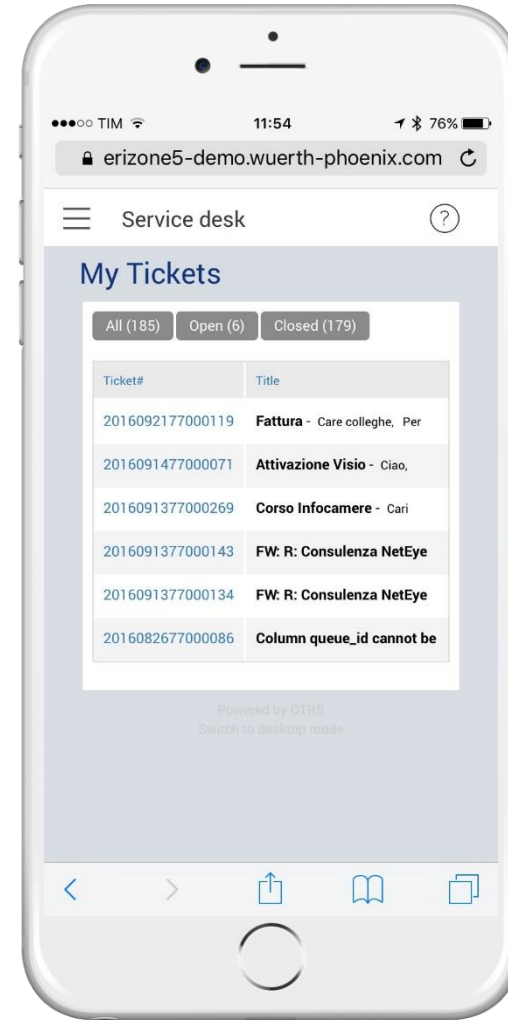 TIM 11:54 76%
erizone5-demo.wuerth-phoenix.com
Service desk ?
My Tickets
All (185) Open (6) Closed (179)
Ticket# Title
2016092177000119 Fattura - Care colleghe, Per
2016091477000071 Attivazione Visio - Ciao,
2016091377000269 Corso Infocamere - Cari
2016091377000143 FW: R: Consulenza NetEye
2016091377000134 FW: R: Consulenza NetEye
2016082677000086 Column queue_id cannot be
Powered by OTRS
Switch to desktop mode